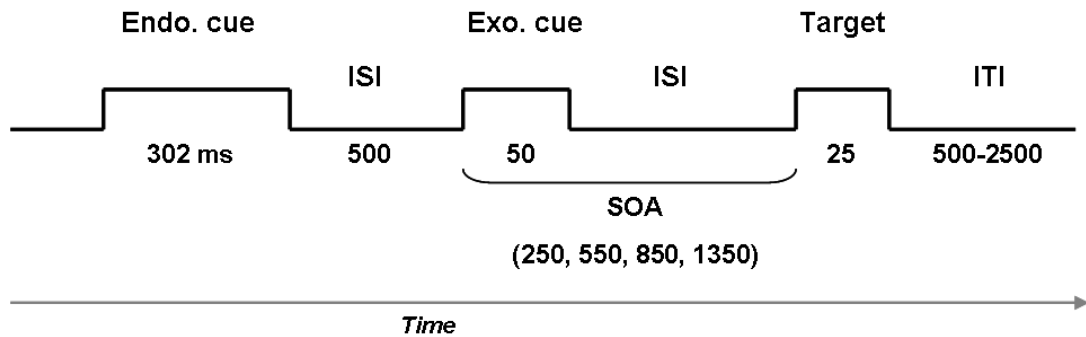 Endo. cue Exo. cue Target
ISI ISI ITI
302 ms 500 50 25 500-2500
SOA
(250, 550, 850, 1350)
Time